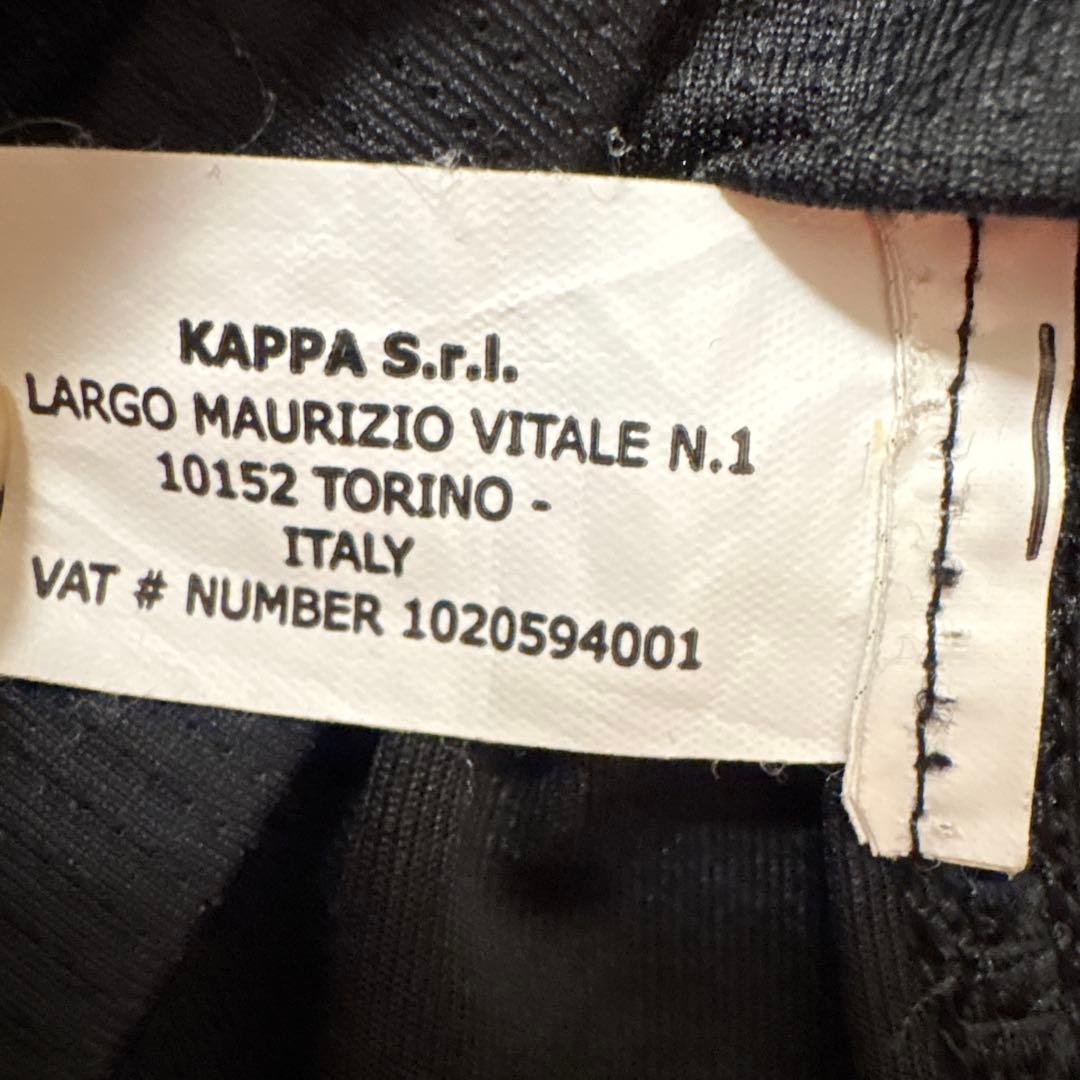 KAPPA S.r.l.
LARGO MAURIZIO VITALE N.1
10152 TORINO -
ITALY
VAT # NUMBER 1020594001